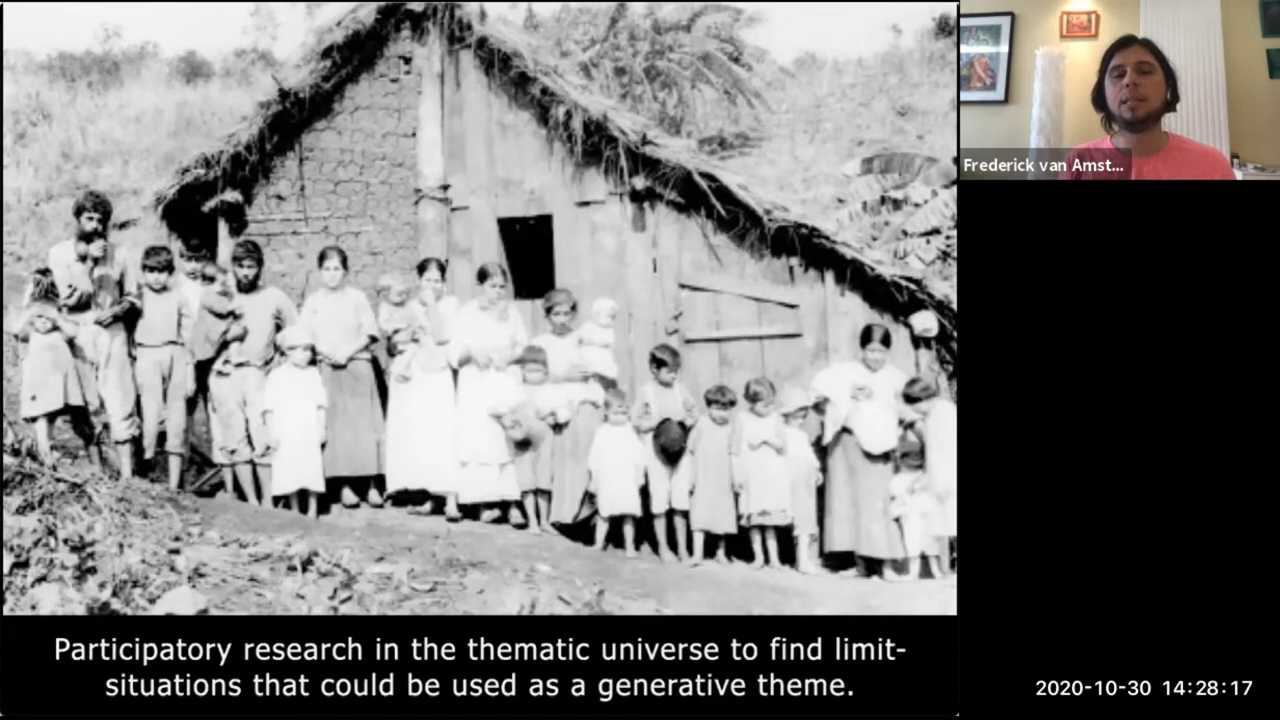 Frederick van Amst...
Participatory research in the thematic universe to find limit-
situations that could be used as a generative theme.
2020-10-30 14:28:17